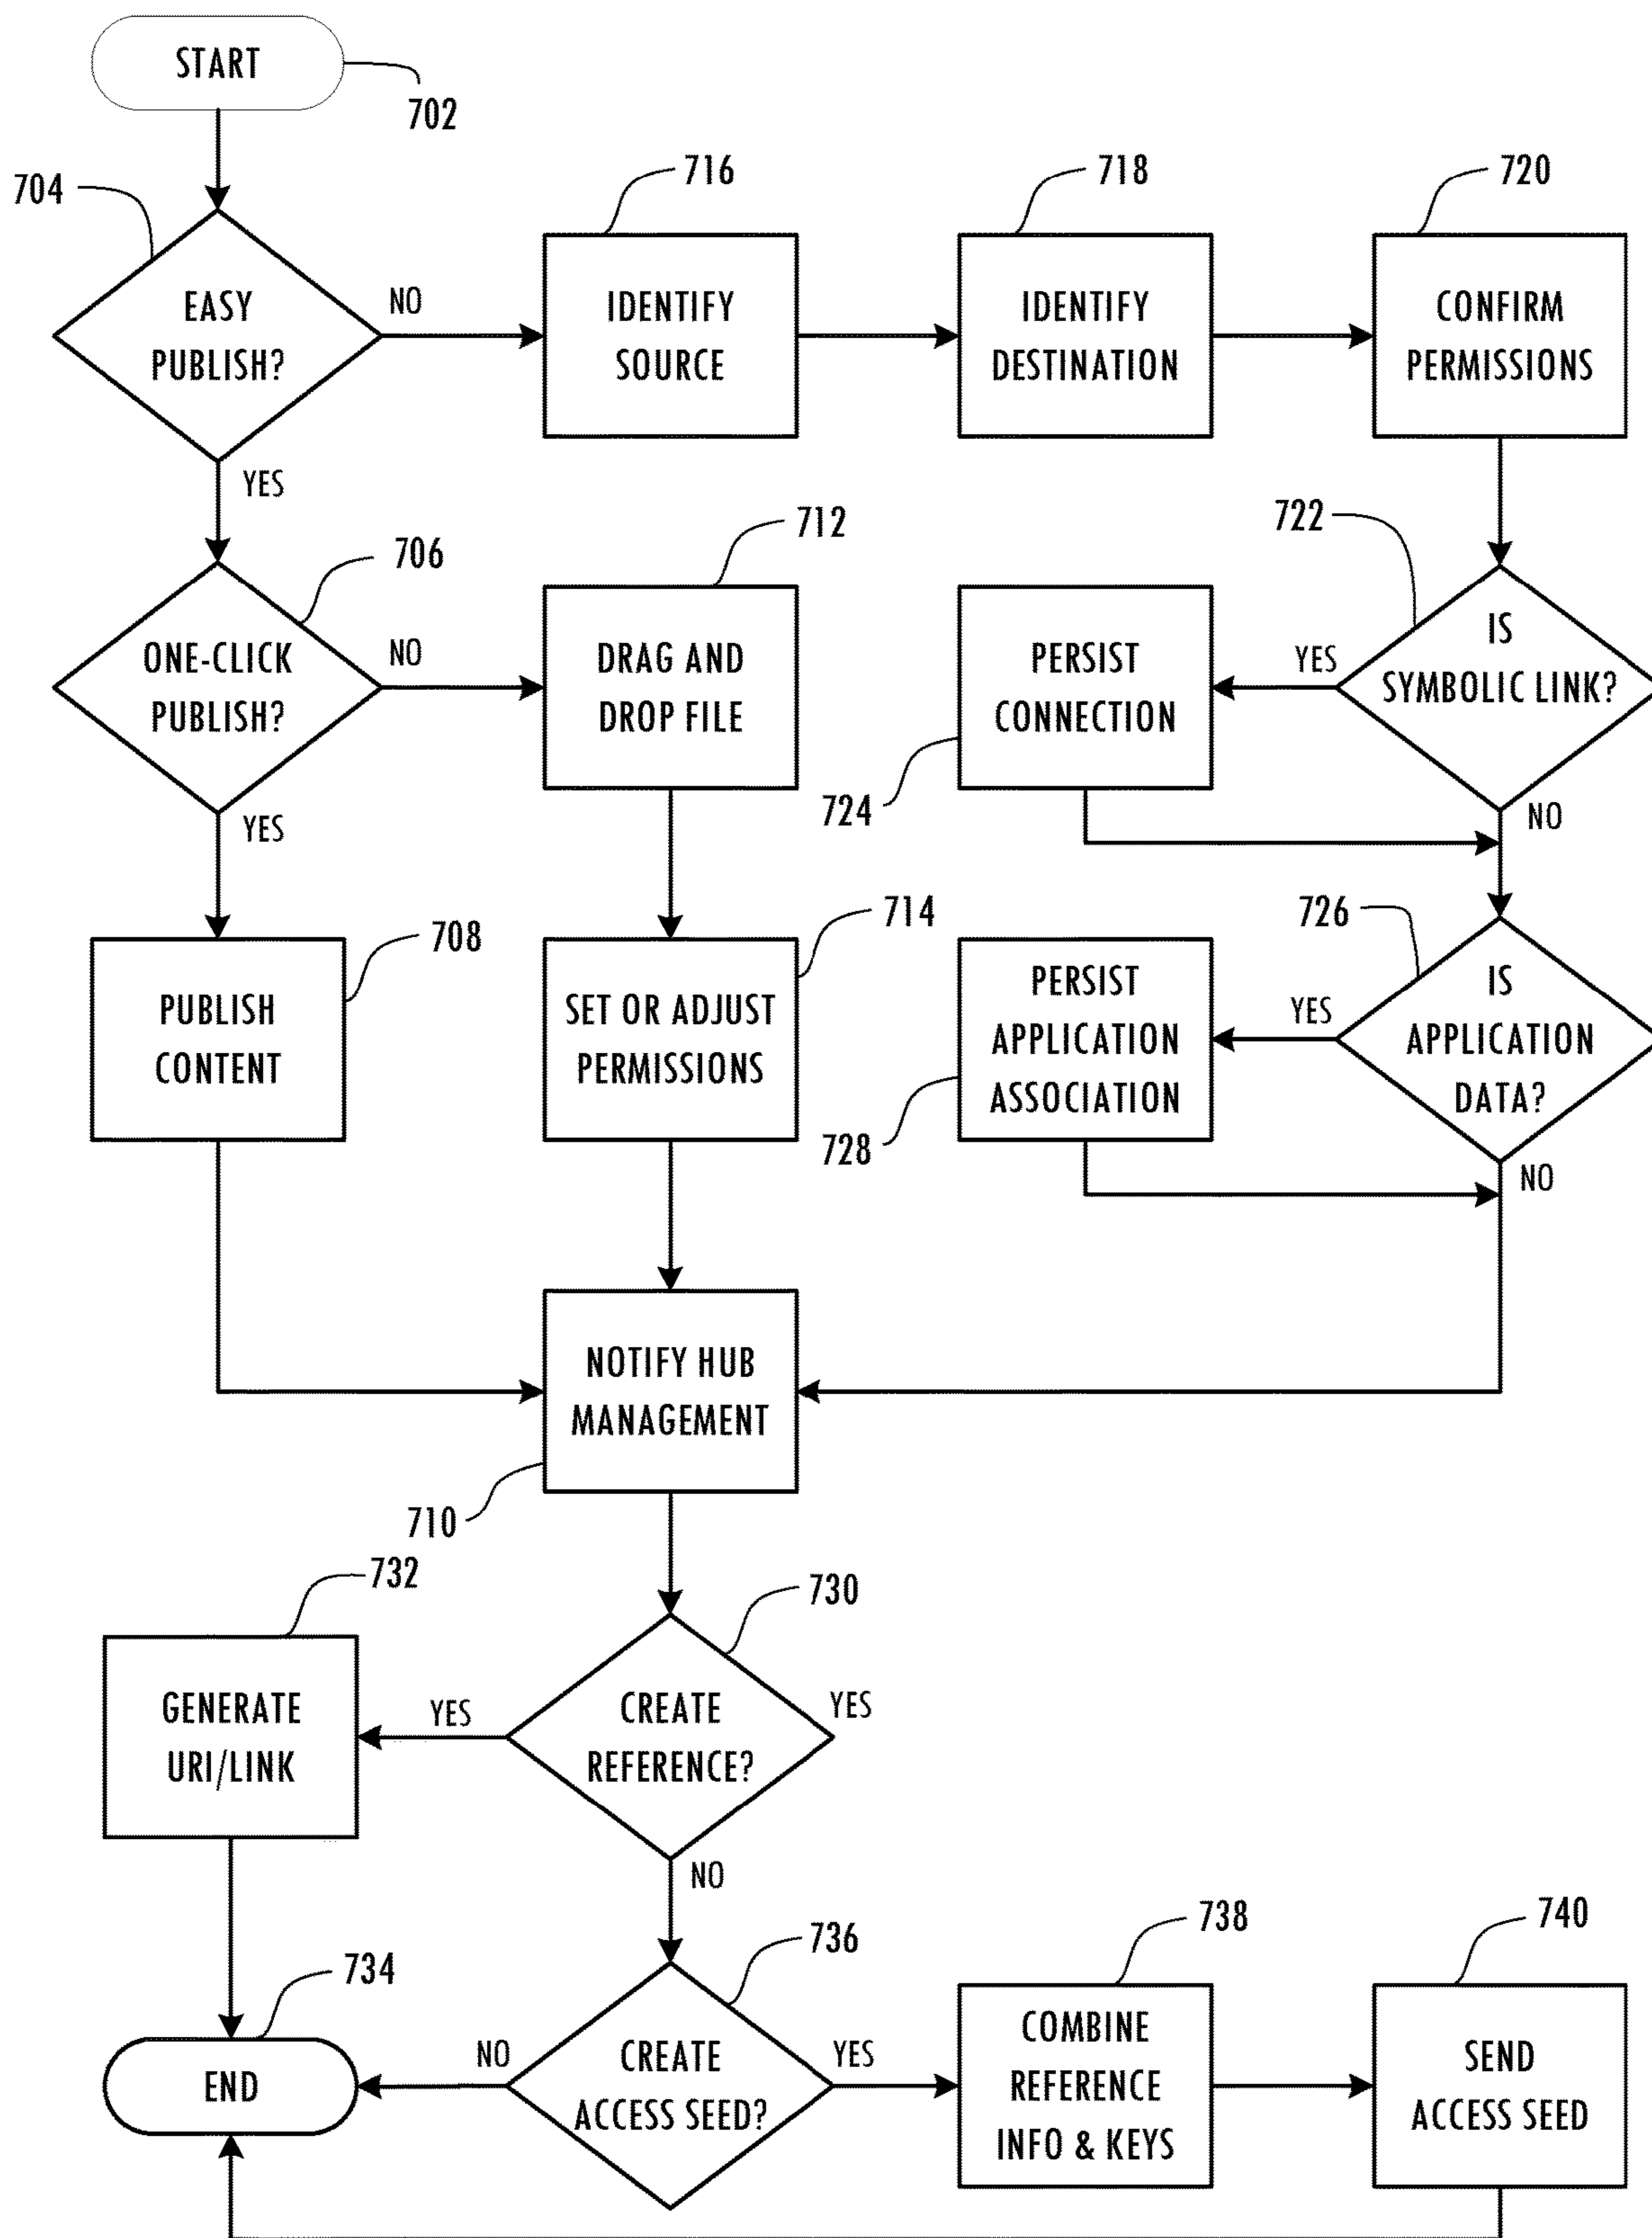 START
702
704
EASY
PUBLISH?
NO
YES
716
IDENTIFY
SOURCE
718
IDENTIFY
DESTINATION
720
CONFIRM
PERMISSIONS
706
ONE-CLICK
PUBLISH?
NO
YES
712
DRAG AND
DROP FILE
722
IS
SYMBOLIC LINK?
YES
NO
PERSIST
CONNECTION
724
708
PUBLISH
CONTENT
714
SET OR ADJUST
PERMISSIONS
726
IS
APPLICATION
DATA?
YES
NO
PERSIST
APPLICATION
ASSOCIATION
728
NOTIFY HUB
MANAGEMENT
710
732
GENERATE
URI/LINK
730
YES
CREATE
REFERENCE?
YES
NO
734
END
736
NO
CREATE
ACCESS SEED?
YES
738
COMBINE
REFERENCE
INFO & KEYS
740
SEND
ACCESS SEED